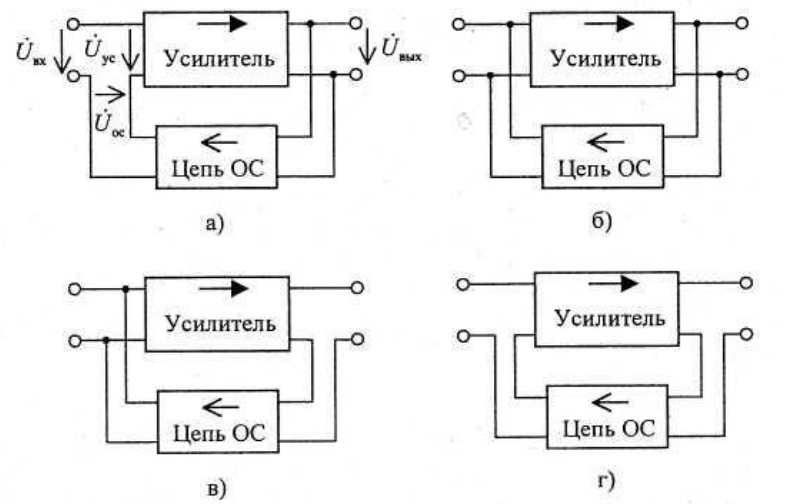 U̇вх
U̇ус
Усилитель
U̇вых
U̇ос
Цепь ОС
а)
Усилитель
Цепь ОС
б)
Усилитель
Цепь ОС
в)
Усилитель
Цепь ОС
г)